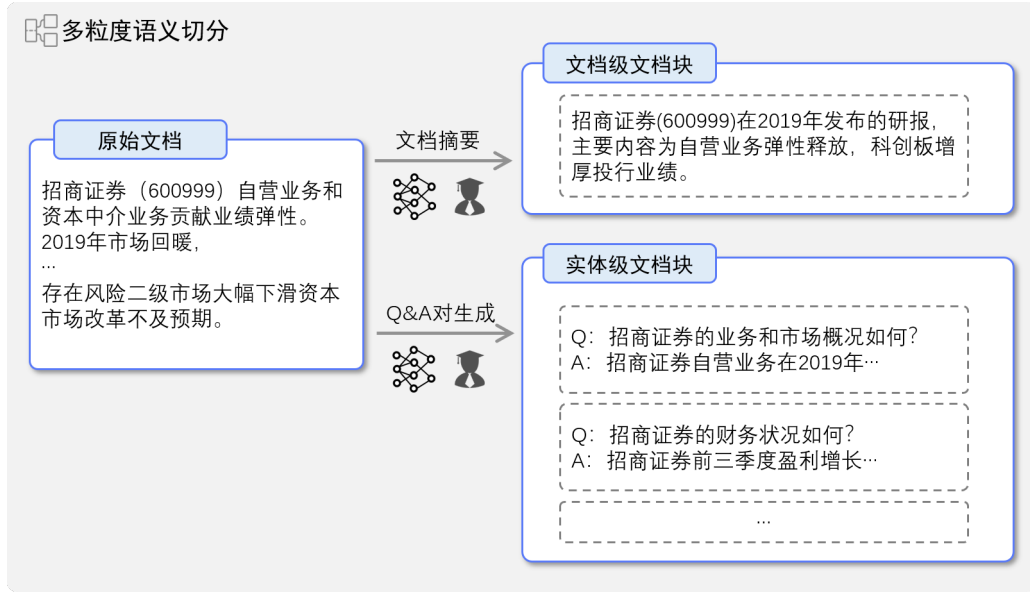 多粒度语义切分
原始文档
招商证券（600999）自营业务和
资本中介业务贡献业绩弹性。
2019年市场回暖，
…
存在风险二级市场大幅下滑资本
市场改革不及预期。
文档摘要
Q&A对生成
文档级文档块
招商证券(600999)在2019年发布的研报，
主要内容为自营业务弹性释放，科创板增
厚投行业绩。
实体级文档块
Q：招商证券的业务和市场概况如何？
A：招商证券自营业务在2019年…
Q：招商证券的财务状况如何？
A：招商证券前三季度盈利增长…
…